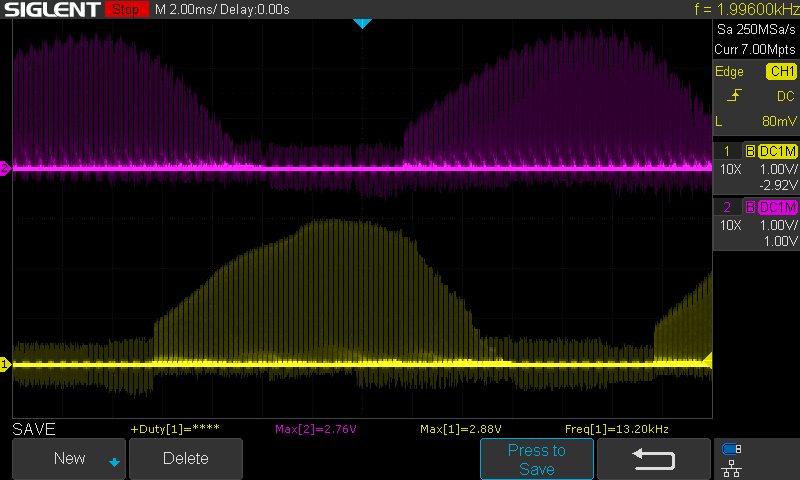 SIGLENT Stop M 2.00ms/ Delay:0.00s f = 1.99600kHz
Sa 250MSa/s
Curr 7.00Mpts
Edge CH1
DC
L 80mV
1 B DC1M
10X 1.00V/
-2.92V
2 B DC1M
10X 1.00V/
1.00V
2
1
SAVE +Duty[1]=**** Max[2]=2.76V Max[1]=2.88V Freq[1]=13.20kHz
New Delete Press to
Save